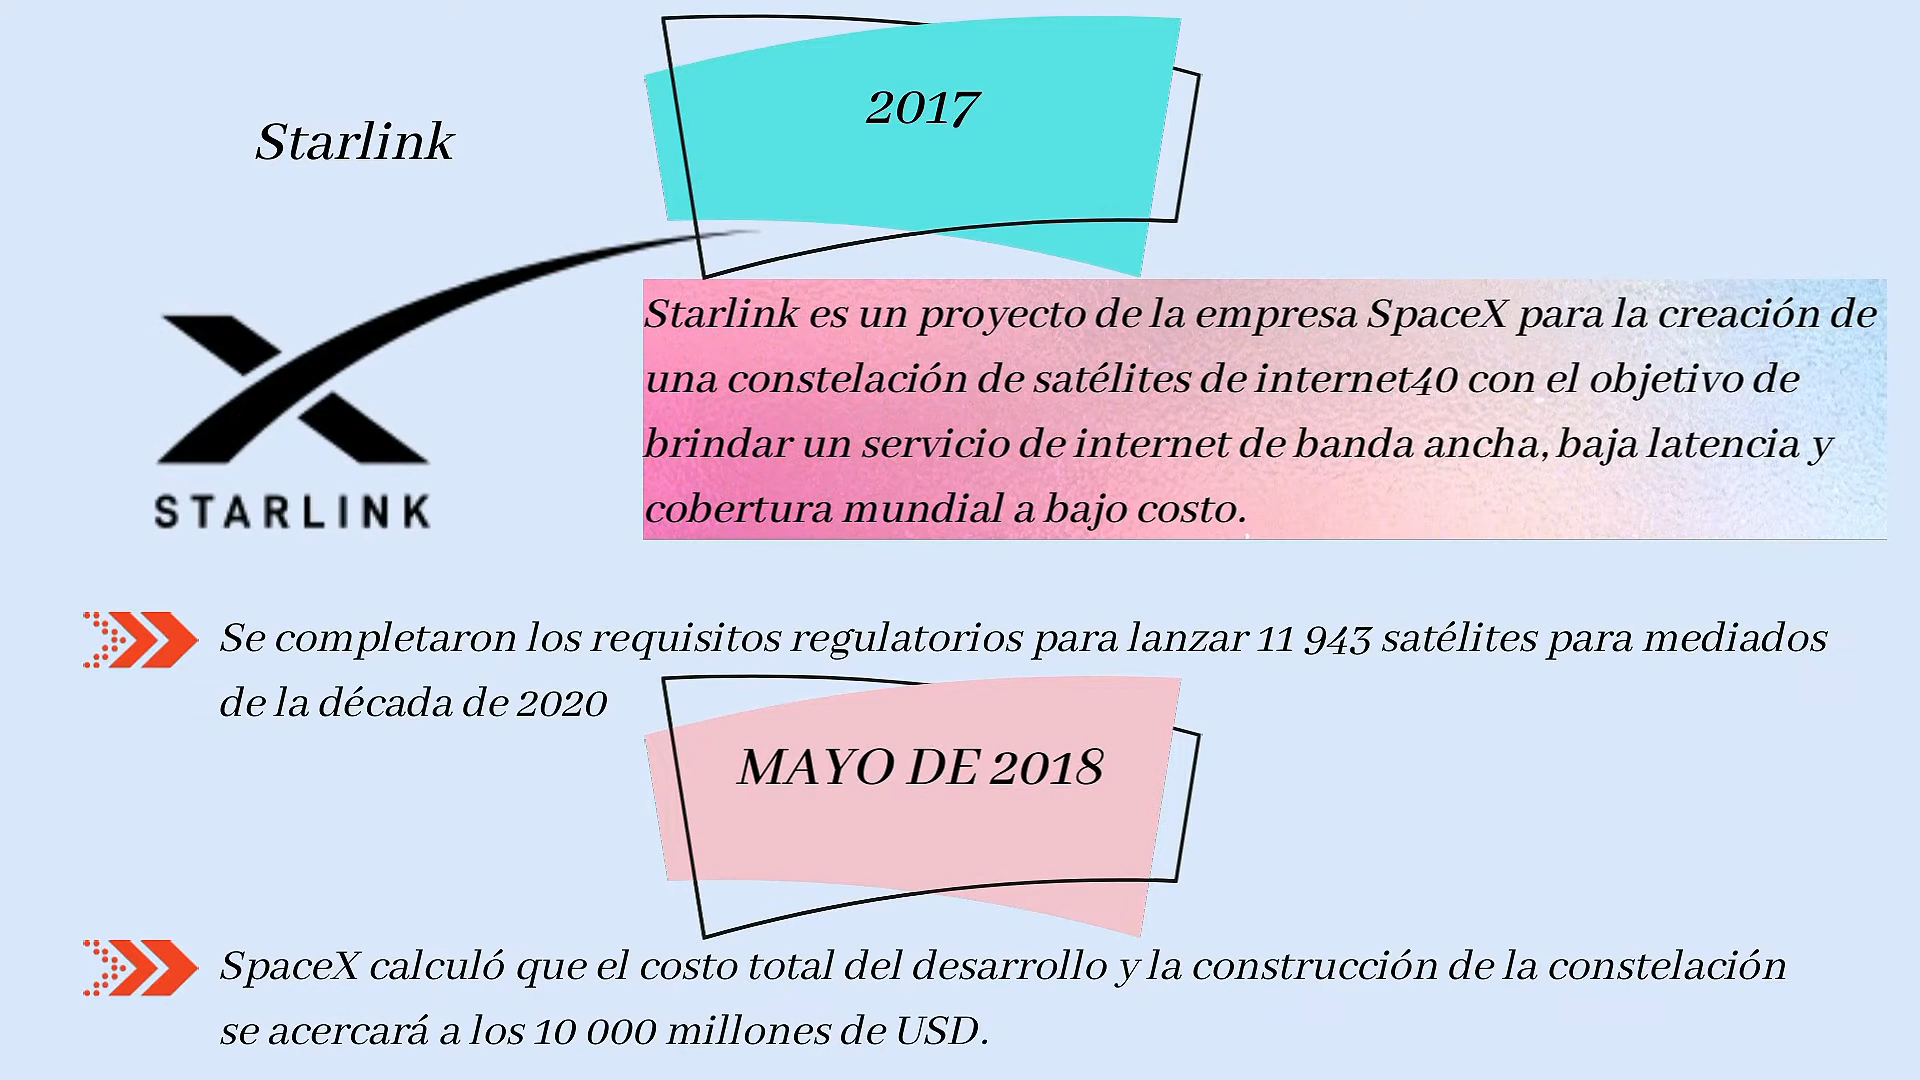 2017
Starlink
STARLINK
Starlink es un proyecto de la empresa SpaceX para la creación de
una constelación de satélites de internet40 con el objetivo de
brindar un servicio de internet de banda ancha, baja latencia y
cobertura mundial a bajo costo.
Se completaron los requisitos regulatorios para lanzar 11 943 satélites para mediados
de la década de 2020
MAYO DE 2018
SpaceX calculó que el costo total del desarrollo y la construcción de la constelación
se acercará a los 10 000 millones de USD.